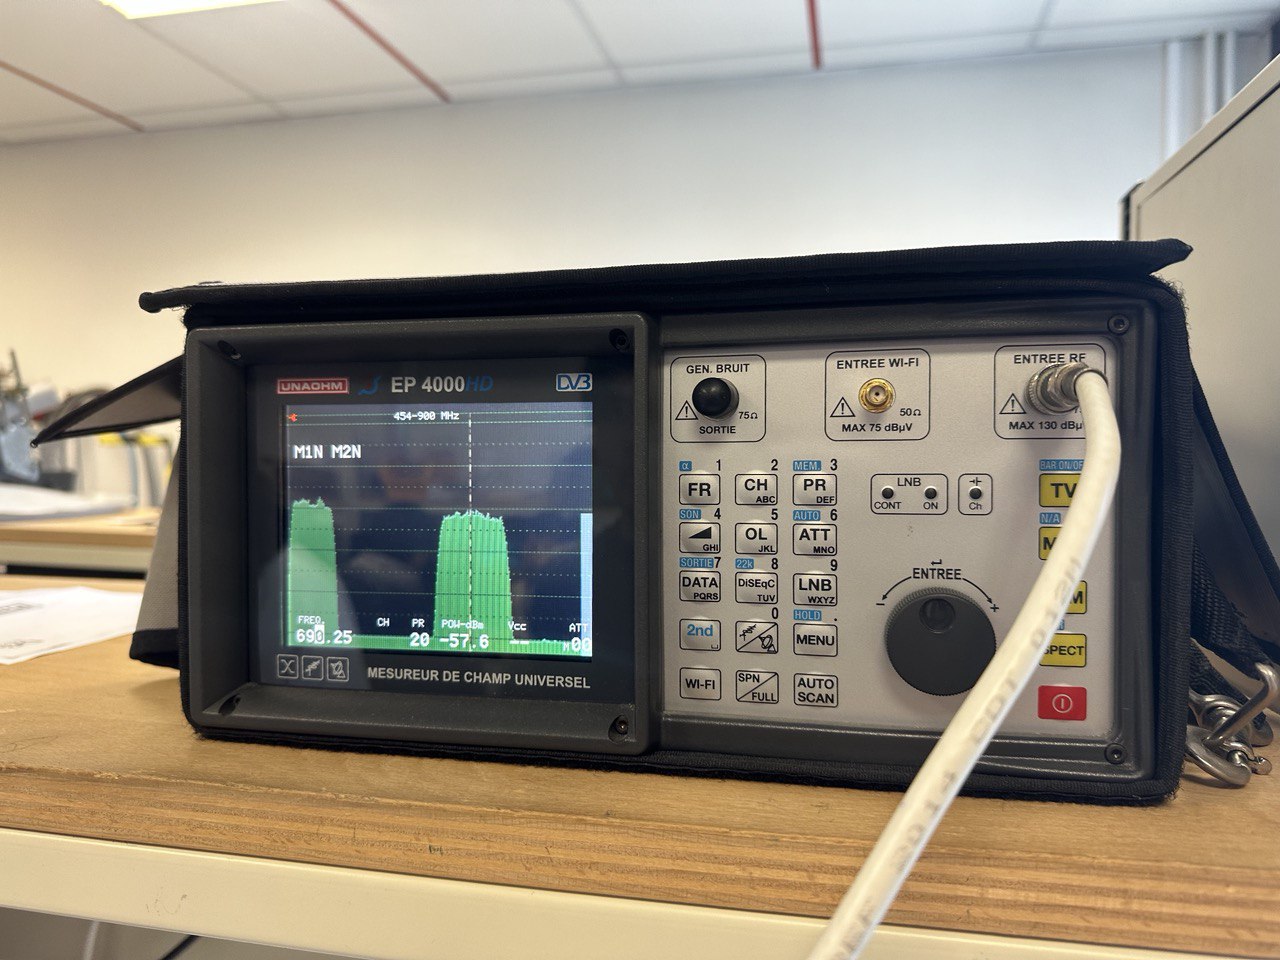 UNAOHM EP 4000HD DVB
454-900 MHz
M1N M2N
FREQ. CH PR POW-dBm Vcc ATT
690.25 20 -57.6 --
MESUREUR DE CHAMP UNIVERSEL
GEN. BRUIT
75Ω
SORTIE
ENTREE WI-FI
50Ω
MAX 75 dBµV
ENTREE RF
MAX 130 dBµV
α 1 2 MEM. 3
FR CH ABC PR DEF
SON 4 5 AUTO 6
GHI OL JKL ATT MNO
SORTIE 7 22k 8 9
DATA PQRS DiSEqC TUV LNB WXYZ
0 HOLD .
2nd MENU
WI-FI SPN/FULL AUTO SCAN
LNB
CONT ON
Ch
ENTREE
- +
BAR ON/OFF
TV
N/A
SPECT